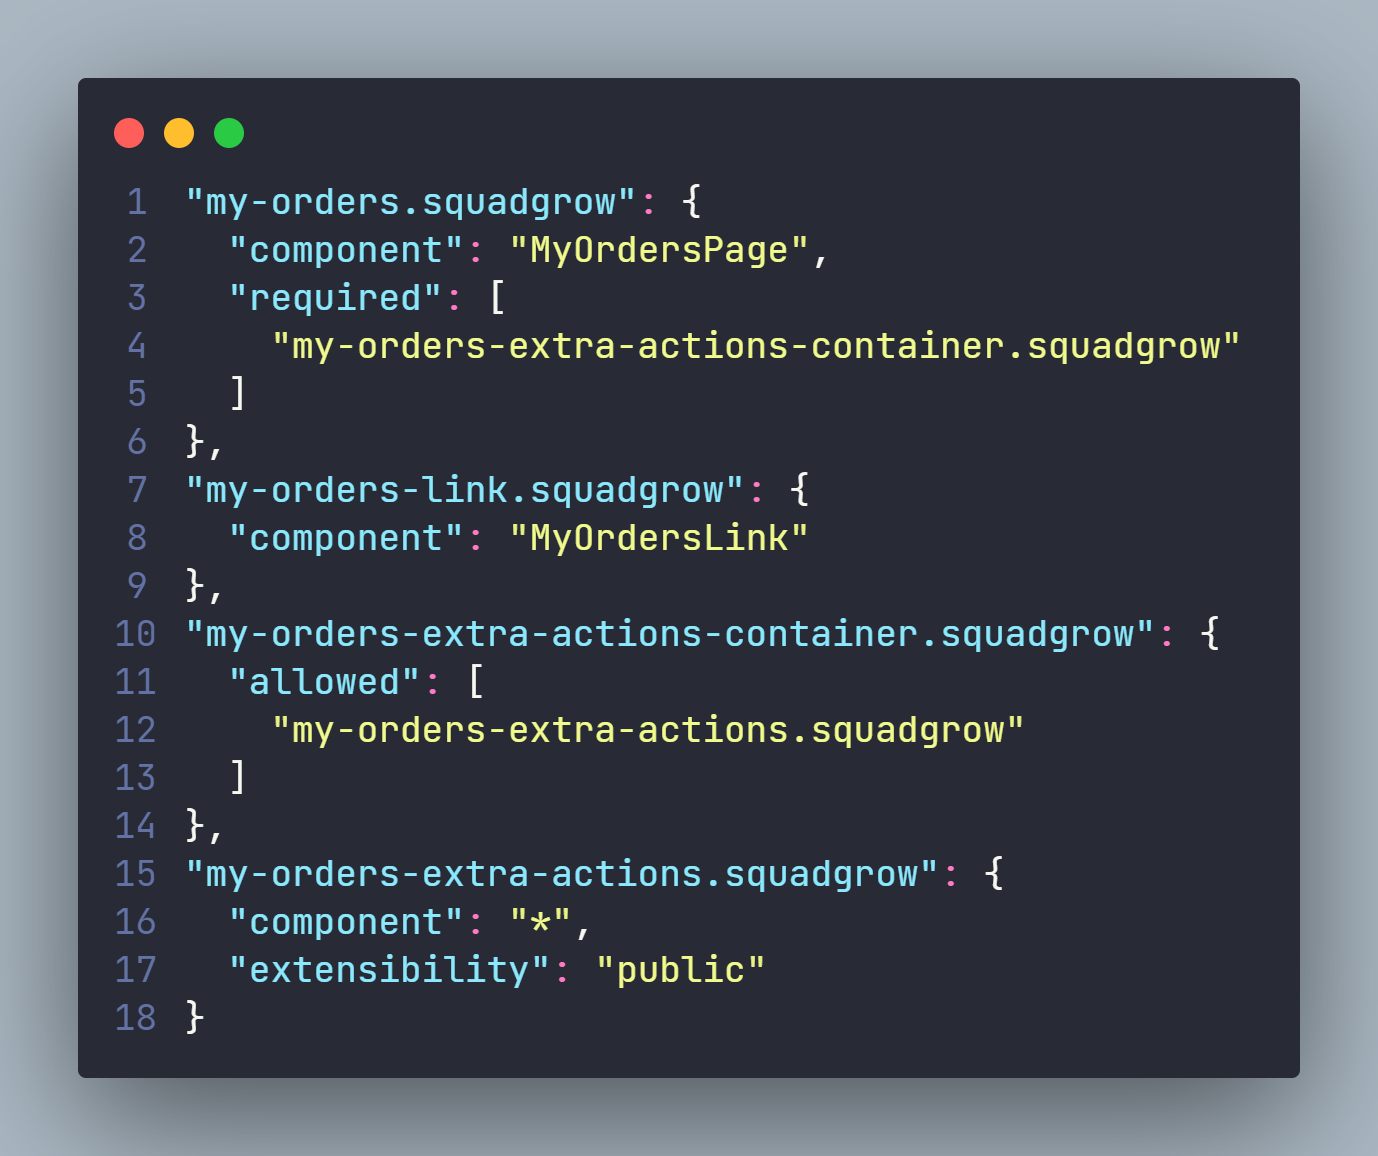 1 "my-orders.squadgrow": {
2   "component": "MyOrdersPage",
3   "required": [
4     "my-orders-extra-actions-container.squadgrow"
5   ]
6 },
7 "my-orders-link.squadgrow": {
8   "component": "MyOrdersLink"
9 },
10 "my-orders-extra-actions-container.squadgrow": {
11   "allowed": [
12     "my-orders-extra-actions.squadgrow"
13   ]
14 },
15 "my-orders-extra-actions.squadgrow": {
16   "component": "*",
17   "extensibility": "public"
18 }